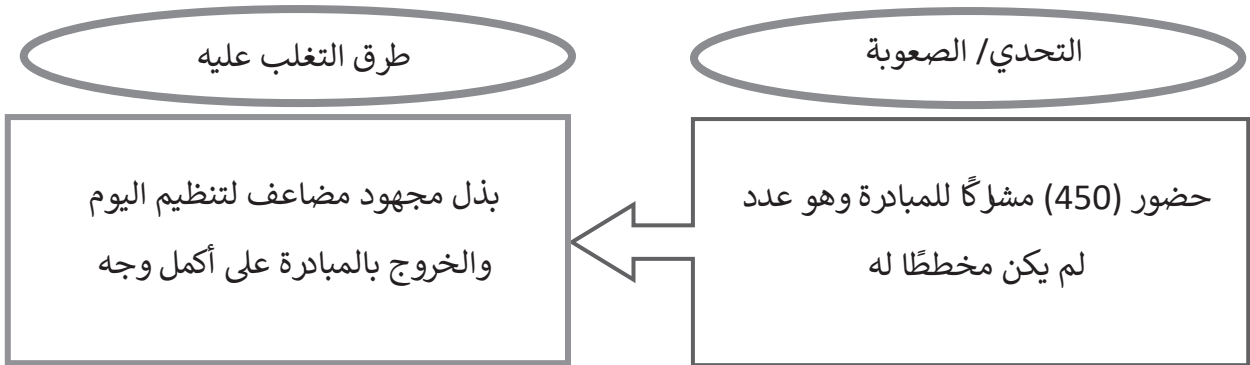 التحدي/ الصعوبة
طرق التغلب عليه
حضور (450) مشركًا للمبادرة وهو عدد
لم يكن مخططًا له
بذل مجهود مضاعف لتنظيم اليوم
والخروج بالمبادرة على أكمل وجه